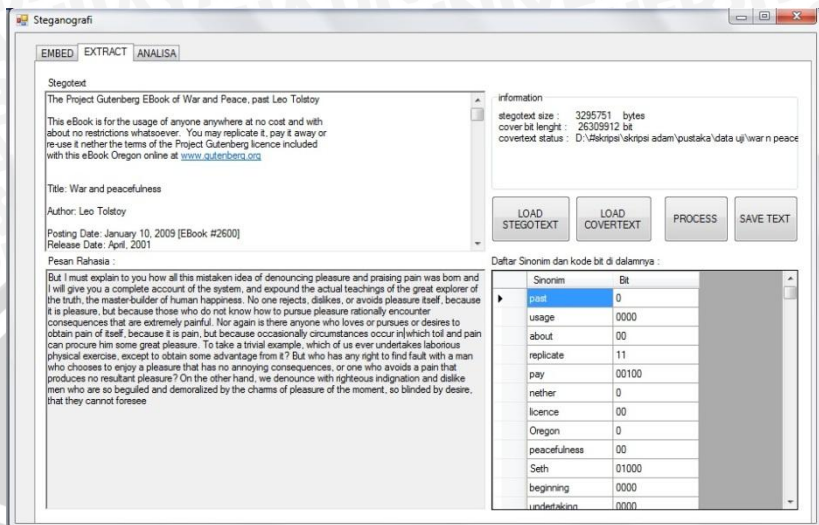 Steganografi
EMBED EXTRACT ANALISA
Stegotext
The Project Gutenberg EBook of War and Peace, past Leo Tolstoy
This eBook is for the usage of anyone anywhere at no cost and with
about no restrictions whatsoever. You may replicate it, pay it away or
re-use it nether the terms of the Project Gutenberg licence included
with this eBook Oregon online at www.gutenberg.org
Title: War and peacefulness
Author: Leo Tolstoy
Posting Date: January 10, 2009 [EBook #2600]
Release Date: April, 2001
information
stegotext size : 3295751 bytes
cover bit lenght : 26309912 bit
covertext status : D:\#skripsi\skripsi adam\pustaka\data uji\war n peace
LOAD STEGOTEXT
LOAD COVERTEXT
PROCESS
SAVE TEXT
Pesan Rahasia :
But I must explain to you how all this mistaken idea of denouncing pleasure and praising pain was born and
I will give you a complete account of the system, and expound the actual teachings of the great explorer of
the truth, the master-builder of human happiness. No one rejects, dislikes, or avoids pleasure itself, because
it is pleasure, but because those who do not know how to pursue pleasure rationally encounter
consequences that are extremely painful. Nor again is there anyone who loves or pursues or desires to
obtain pain of itself, because it is pain, but because occasionally circumstances occur in|which toil and pain
can procure him some great pleasure. To take a trivial example, which of us ever undertakes laborious
physical exercise, except to obtain some advantage from it? But who has any right to find fault with a man
who chooses to enjoy a pleasure that has no annoying consequences, or one who avoids a pain that
produces no resultant pleasure? On the other hand, we denounce with righteous indignation and dislike
men who are so beguiled and demoralized by the charms of pleasure of the moment, so blinded by desire,
that they cannot foresee
Daftar Sinonim dan kode bit di dalamnya :
Sinonim Bit
past 0
usage 0000
about 00
replicate 11
pay 00100
nether 0
licence 00
Oregon 0
peacefulness 00
Seth 01000
beginning 0000
undertaking 0000